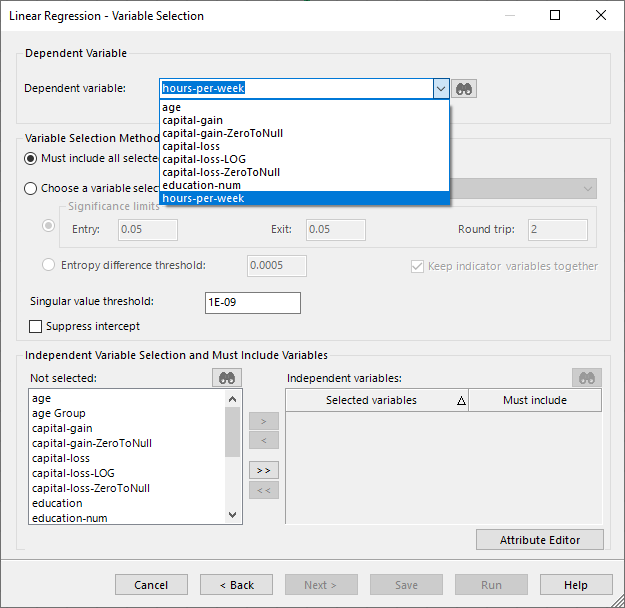 Linear Regression - Variable Selection
Dependent Variable
Dependent variable:
hours-per-week
age
capital-gain
capital-gain-ZeroToNull
capital-loss
capital-loss-LOG
capital-loss-ZeroToNull
education-num
hours-per-week
Variable Selection Method
Must include all selected
Choose a variable selec
Significance limits
Entry: 0.05 Exit: 0.05 Round trip: 2
Entropy difference threshold: 0.0005 Keep indicator variables together
Singular value threshold: 1E-09
Suppress intercept
Independent Variable Selection and Must Include Variables
Not selected:
age
age Group
capital-gain
capital-gain-ZeroToNull
capital-loss
capital-loss-LOG
capital-loss-ZeroToNull
education
education-num
>
<
>>
<<
Independent variables:
Selected variables Must include
Attribute Editor
Cancel < Back Next > Save Run Help